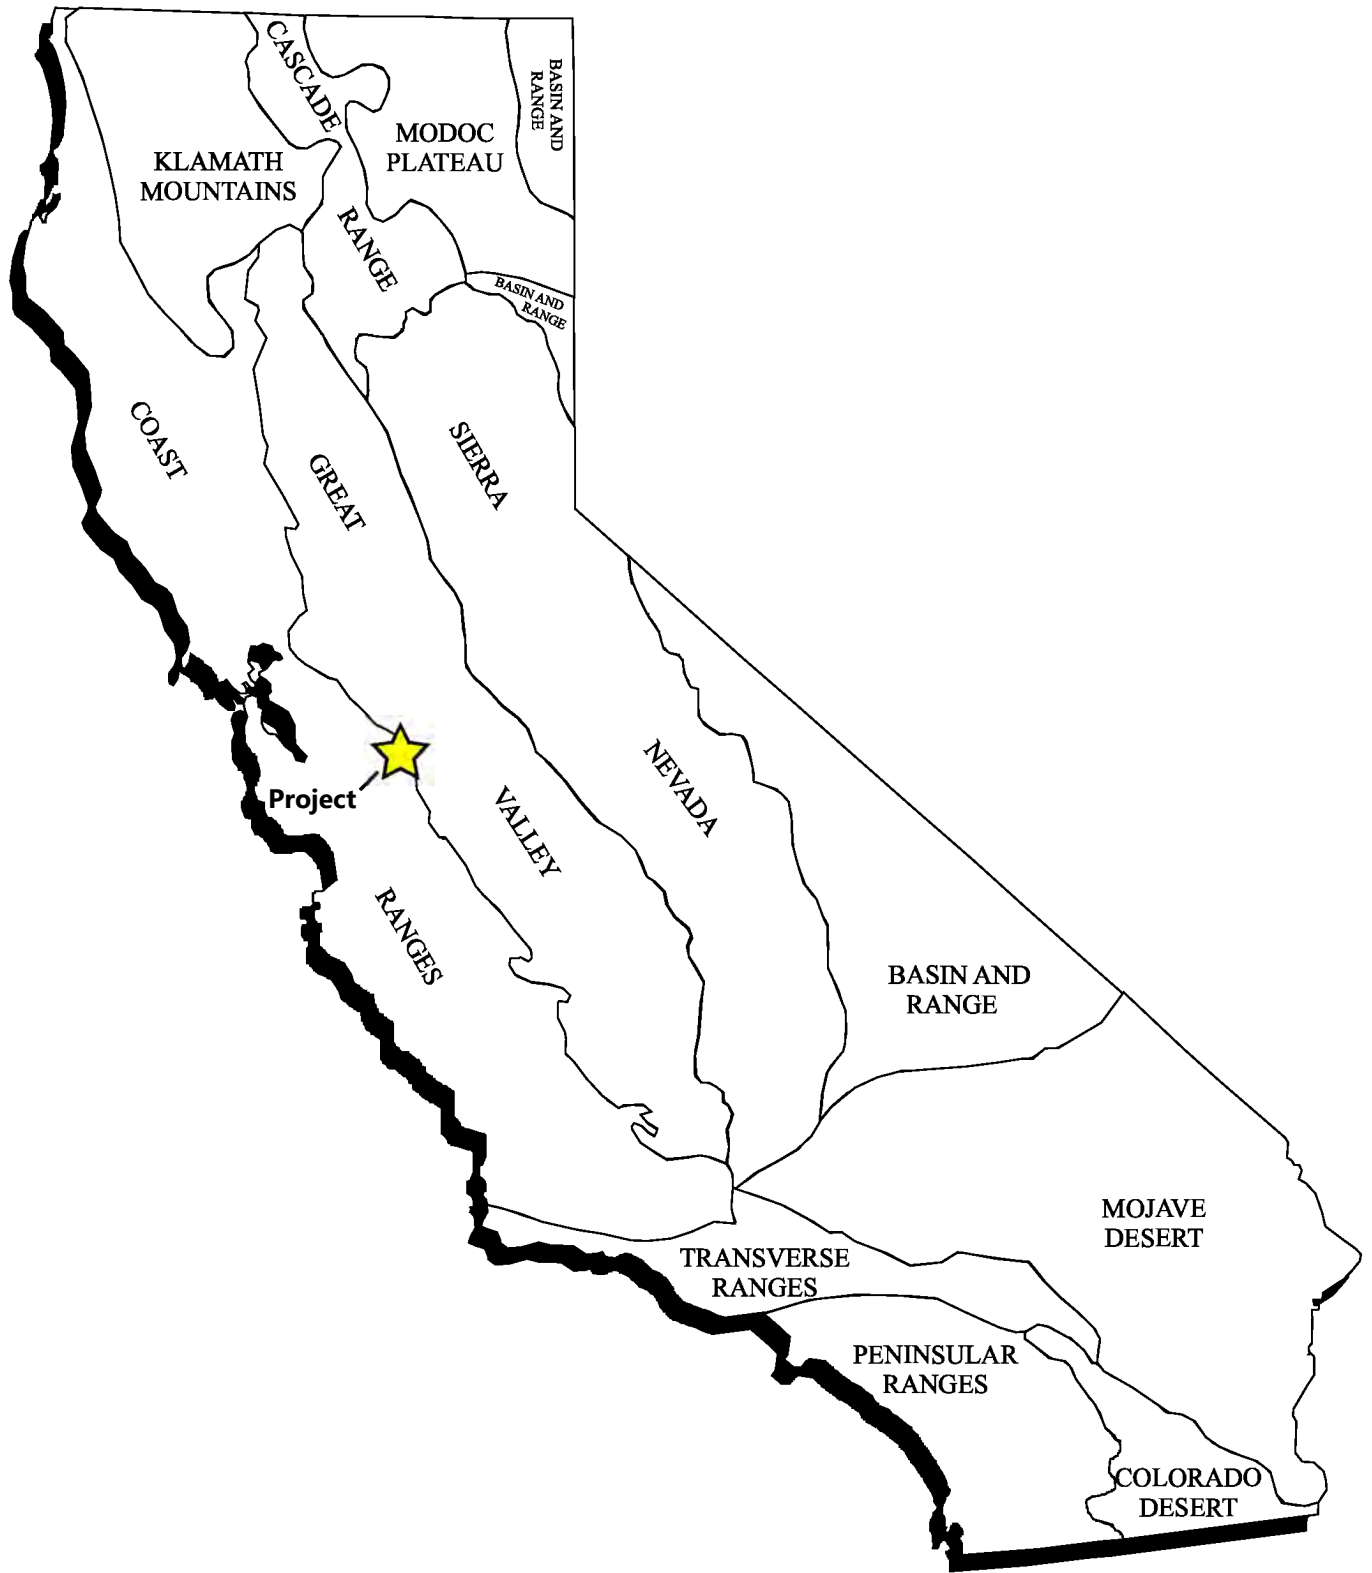 CASCADE
RANGE
BASIN AND
RANGE
MODOC
PLATEAU
KLAMATH
MOUNTAINS
BASIN AND
RANGE
COAST
RANGES
GREAT
VALLEY
SIERRA
NEVADA
Project
BASIN AND
RANGE
MOJAVE
DESERT
TRANSVERSE
RANGES
PENINSULAR
RANGES
COLORADO
DESERT